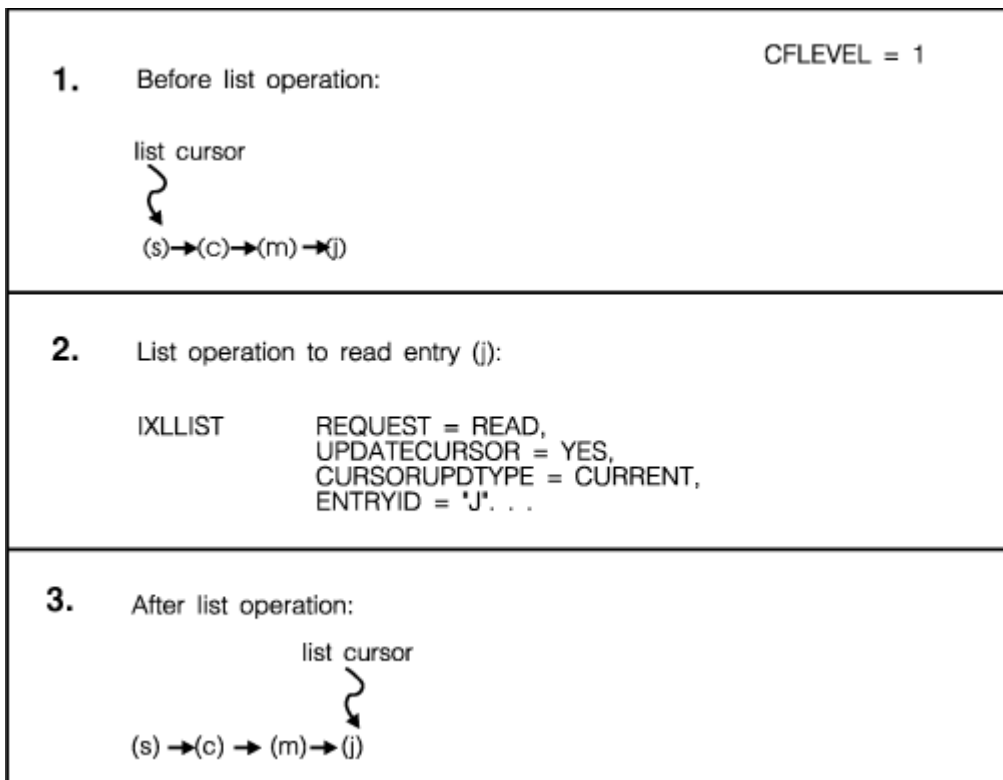 CFLEVEL = 1
1. Before list operation:
list cursor
(s)→(c)→(m)→(j)
2. List operation to read entry (j):
IXLLIST REQUEST = READ,
UPDATECURSOR = YES,
CURSORUPDTYPE = CURRENT,
ENTRYID = "J". . .
3. After list operation:
list cursor
(s)→(c)→(m)→(j)